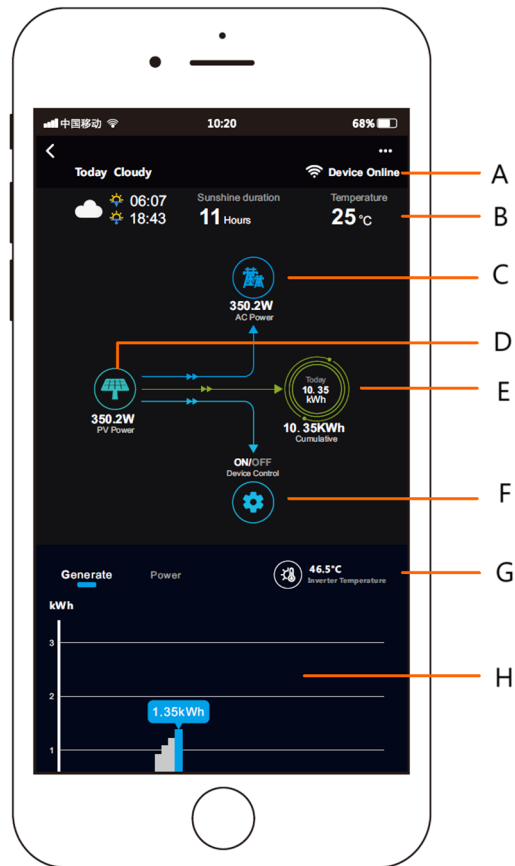 中国移动 10:20 68%
Today Cloudy Device Online
A
06:07
18:43
Sunshine duration
11 Hours
Temperature
25 °C
B
C
350.2W
AC Power
D
350.2W
PV Power
Today
10. 35
kWh
10. 35KWh
Cumulative
E
ON/OFF
Device Control
F
Generate Power
46.5°C
Inverter Temperature
G
kWh
3
H
2
1.35kWh
1